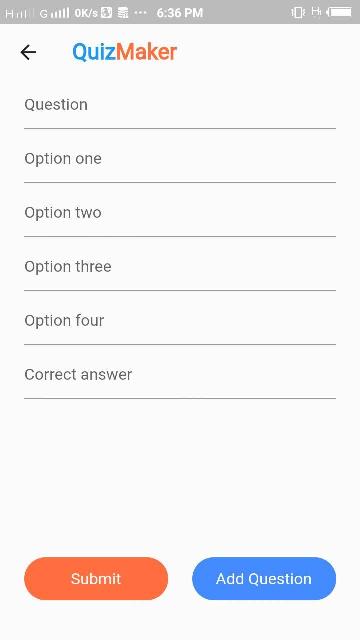 H G 0K/s ... 6:36 PM H
QuizMaker
Question
Option one
Option two
Option three
Option four
Correct answer
Submit Add Question